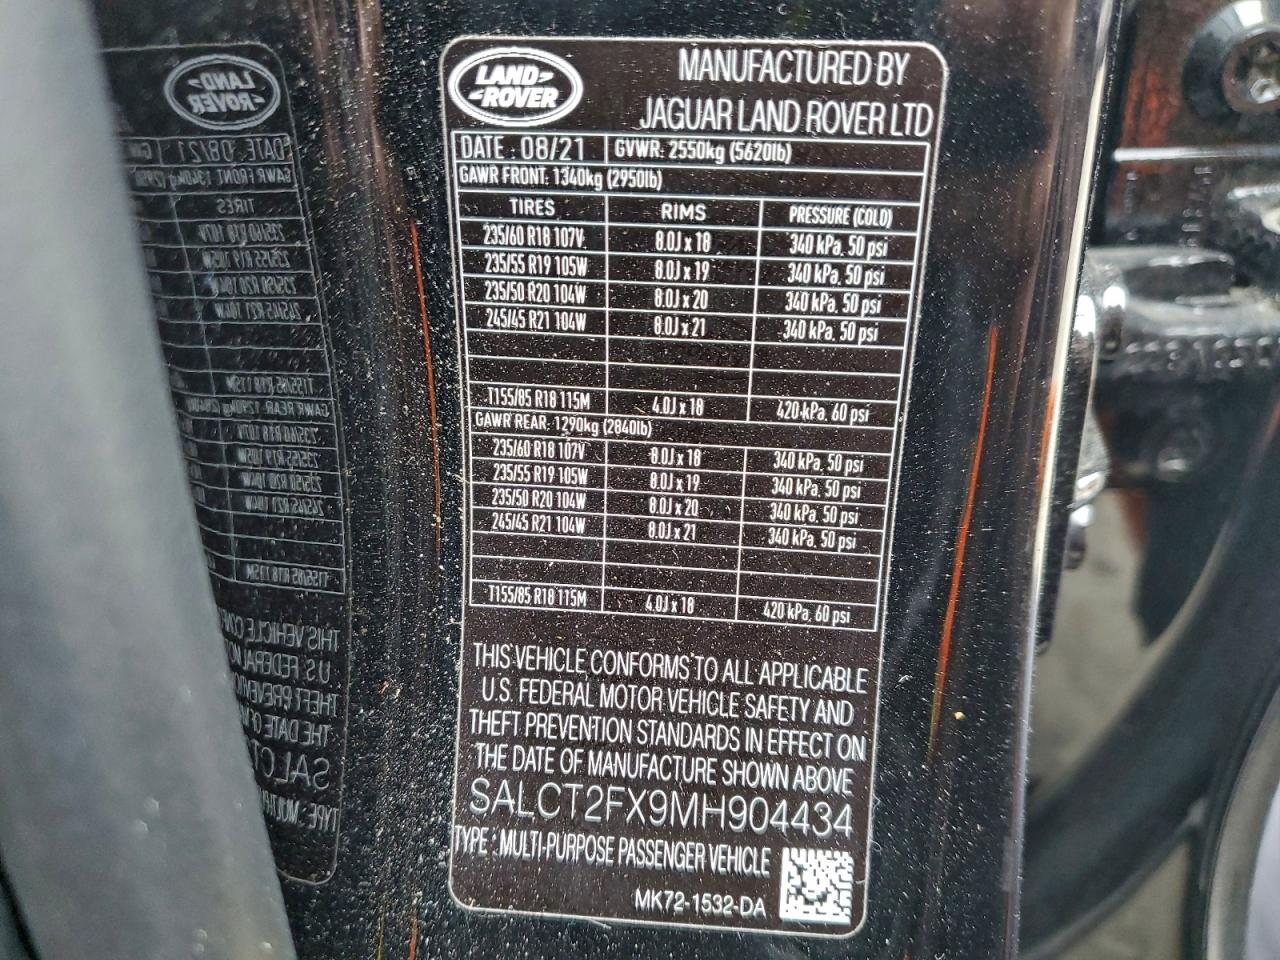 LAND ROVER
MANUFACTURED BY
JAGUAR LAND ROVER LTD
DATE : 08/21 GVWR: 2550kg (5620lb)
GAWR FRONT: 1340kg (2950lb)
TIRES RIMS PRESSURE (COLD)
235/60 R18 107V 8.0J x 18 340 kPa, 50 psi
235/55 R19 105W 8.0J x 19 340 kPa, 50 psi
235/50 R20 104W 8.0J x 20 340 kPa, 50 psi
245/45 R21 104W 8.0J x 21 340 kPa, 50 psi
T155/85 R18 115M 4.0J x 18 420 kPa, 60 psi
GAWR REAR: 1290kg (2840lb)
235/60 R18 107V 8.0J x 18 340 kPa, 50 psi
235/55 R19 105W 8.0J x 19 340 kPa, 50 psi
235/50 R20 104W 8.0J x 20 340 kPa, 50 psi
245/45 R21 104W 8.0J x 21 340 kPa, 50 psi
T155/85 R18 115M 4.0J x 18 420 kPa, 60 psi
THIS VEHICLE CONFORMS TO ALL APPLICABLE
U.S. FEDERAL MOTOR VEHICLE SAFETY AND
THEFT PREVENTION STANDARDS IN EFFECT ON
THE DATE OF MANUFACTURE SHOWN ABOVE
SALCT2FX9MH904434
TYPE : MULTI-PURPOSE PASSENGER VEHICLE
MK72-1532-DA